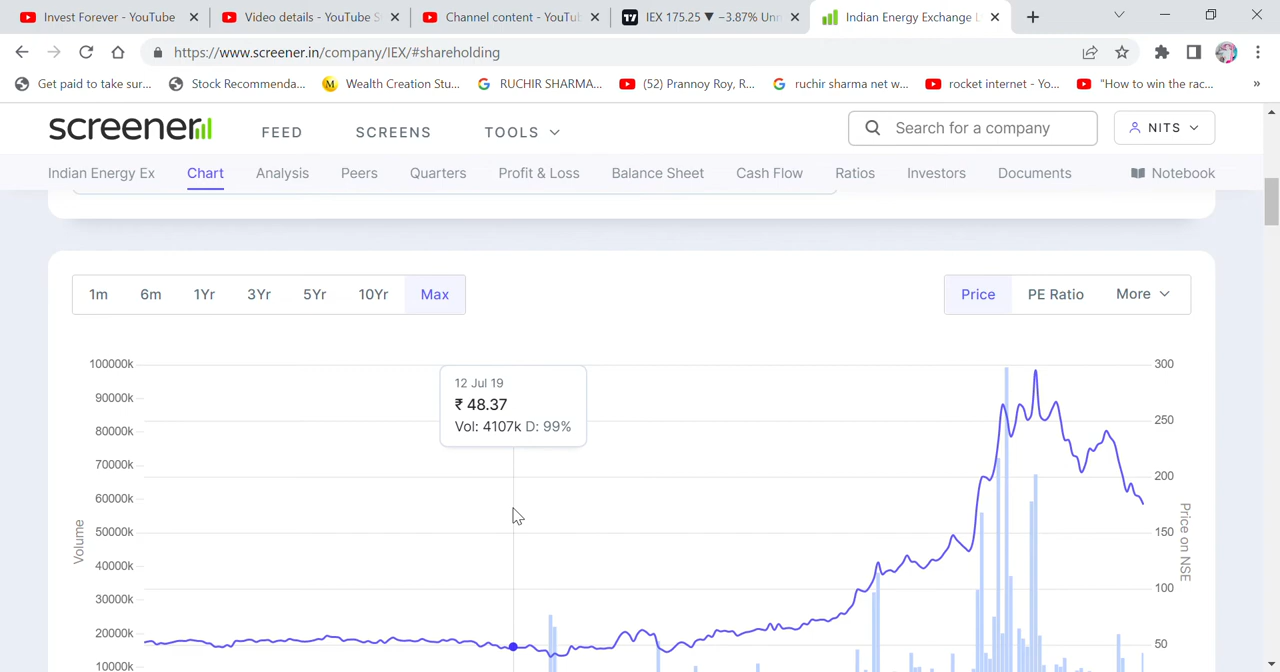 Invest Forever - YouTube
Video details - YouTube S
Channel content - YouTu
IEX 175.25 ▼ −3.87% Unn
Indian Energy Exchange L
https://www.screener.in/company/IEX/#shareholding
Get paid to take sur...
Stock Recommenda...
M Wealth Creation Stu...
G RUCHIR SHARMA...
(52) Prannoy Roy, R...
G ruchir sharma net w...
rocket internet - Yo...
"How to win the rac...
»
screener
FEED
SCREENS
TOOLS
Search for a company
NITS
Indian Energy Ex
Chart
Analysis
Peers
Quarters
Profit & Loss
Balance Sheet
Cash Flow
Ratios
Investors
Documents
Notebook
1m
6m
1Yr
3Yr
5Yr
10Yr
Max
Price
PE Ratio
More
12 Jul 19
₹ 48.37
Vol: 4107k D: 99%
100000k
90000k
80000k
70000k
60000k
50000k
40000k
30000k
20000k
10000k
Volume
300
250
200
150
100
50
Price on NSE